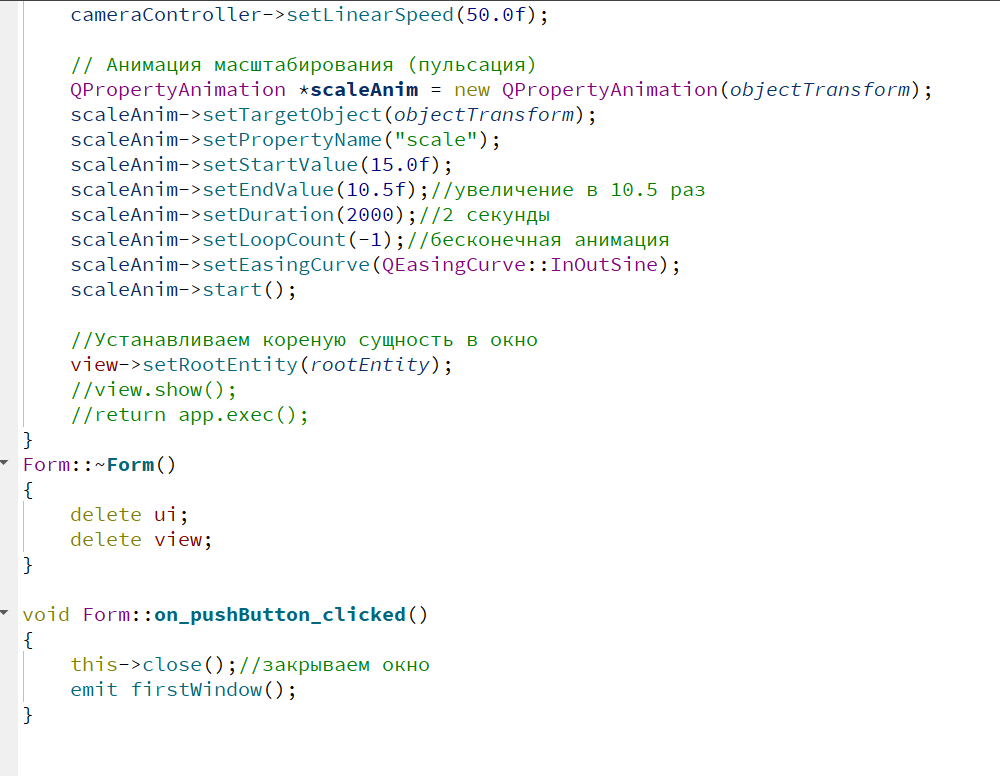 cameraController->setLinearSpeed(50.0f);
// Анимация масштабирования (пульсация)
QPropertyAnimation *scaleAnim = new QPropertyAnimation(objectTransform);
scaleAnim->setTargetObject(objectTransform);
scaleAnim->setPropertyName("scale");
scaleAnim->setStartValue(15.0f);
scaleAnim->setEndValue(10.5f);//увеличение в 10.5 раз
scaleAnim->setDuration(2000);//2 секунды
scaleAnim->setLoopCount(-1);//бесконечная анимация
scaleAnim->setEasingCurve(QEasingCurve::InOutSine);
scaleAnim->start();
//Устанавливаем кореную сущность в окно
view->setRootEntity(rootEntity);
//view.show();
//return app.exec();
}
Form::~Form()
{
delete ui;
delete view;
}
void Form::on_pushButton_clicked()
{
this->close();//закрываем окно
emit firstWindow();
}